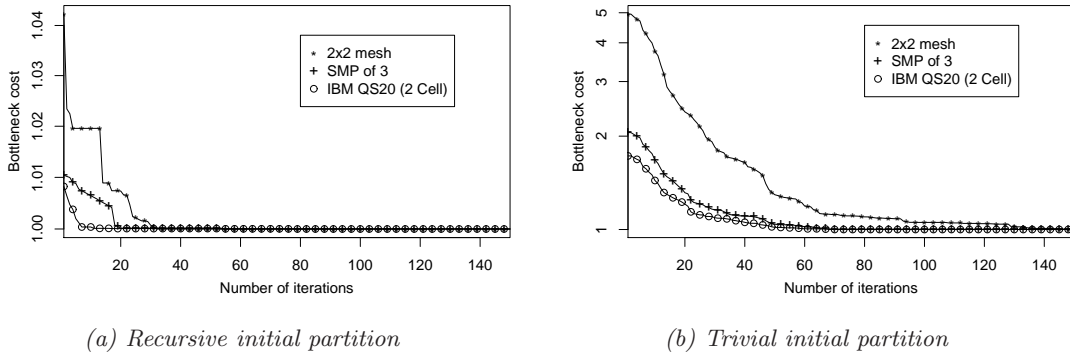 1.04
1.03
1.02
1.01
1.00
Bottleneck cost
2x2 mesh
SMP of 3
IBM QS20 (2 Cell)
20 40 60 80 100 120 140
Number of iterations
(a) Recursive initial partition
5
4
3
2
1
Bottleneck cost
2x2 mesh
SMP of 3
IBM QS20 (2 Cell)
20 40 60 80 100 120 140
Number of iterations
(b) Trivial initial partition